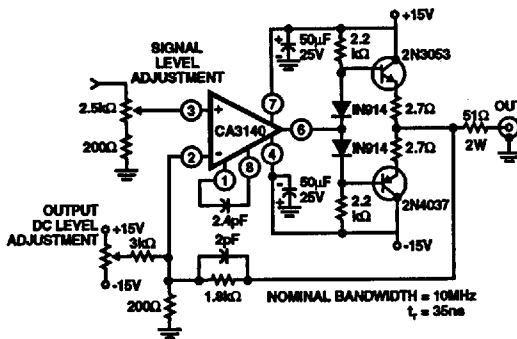 +15V
50μF
25V
2.2
kΩ
2N3053
SIGNAL
LEVEL
ADJUSTMENT
7
2.7Ω
IN914
2.5kΩ
3
+
CA3140
6
51Ω
2W
OUT
200Ω
2
-
4
IN914
2.7Ω
1
8
50μF
25V
2.2
kΩ
2N4037
2.4pF
-15V
OUTPUT
DC LEVEL
ADJUSTMENT
+15V
3kΩ
-15V
2pF
1.8kΩ
200Ω
NOMINAL BANDWIDTH = 10MHz
tr = 35ns